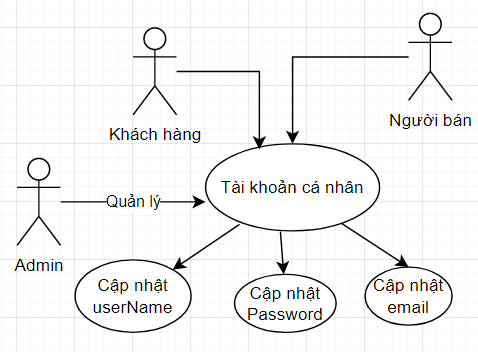 Khách hàng
Người bán
Tài khoản cá nhân
Quản lý
Admin
Cập nhật
userName
Cập nhật
Password
Cập nhật
email